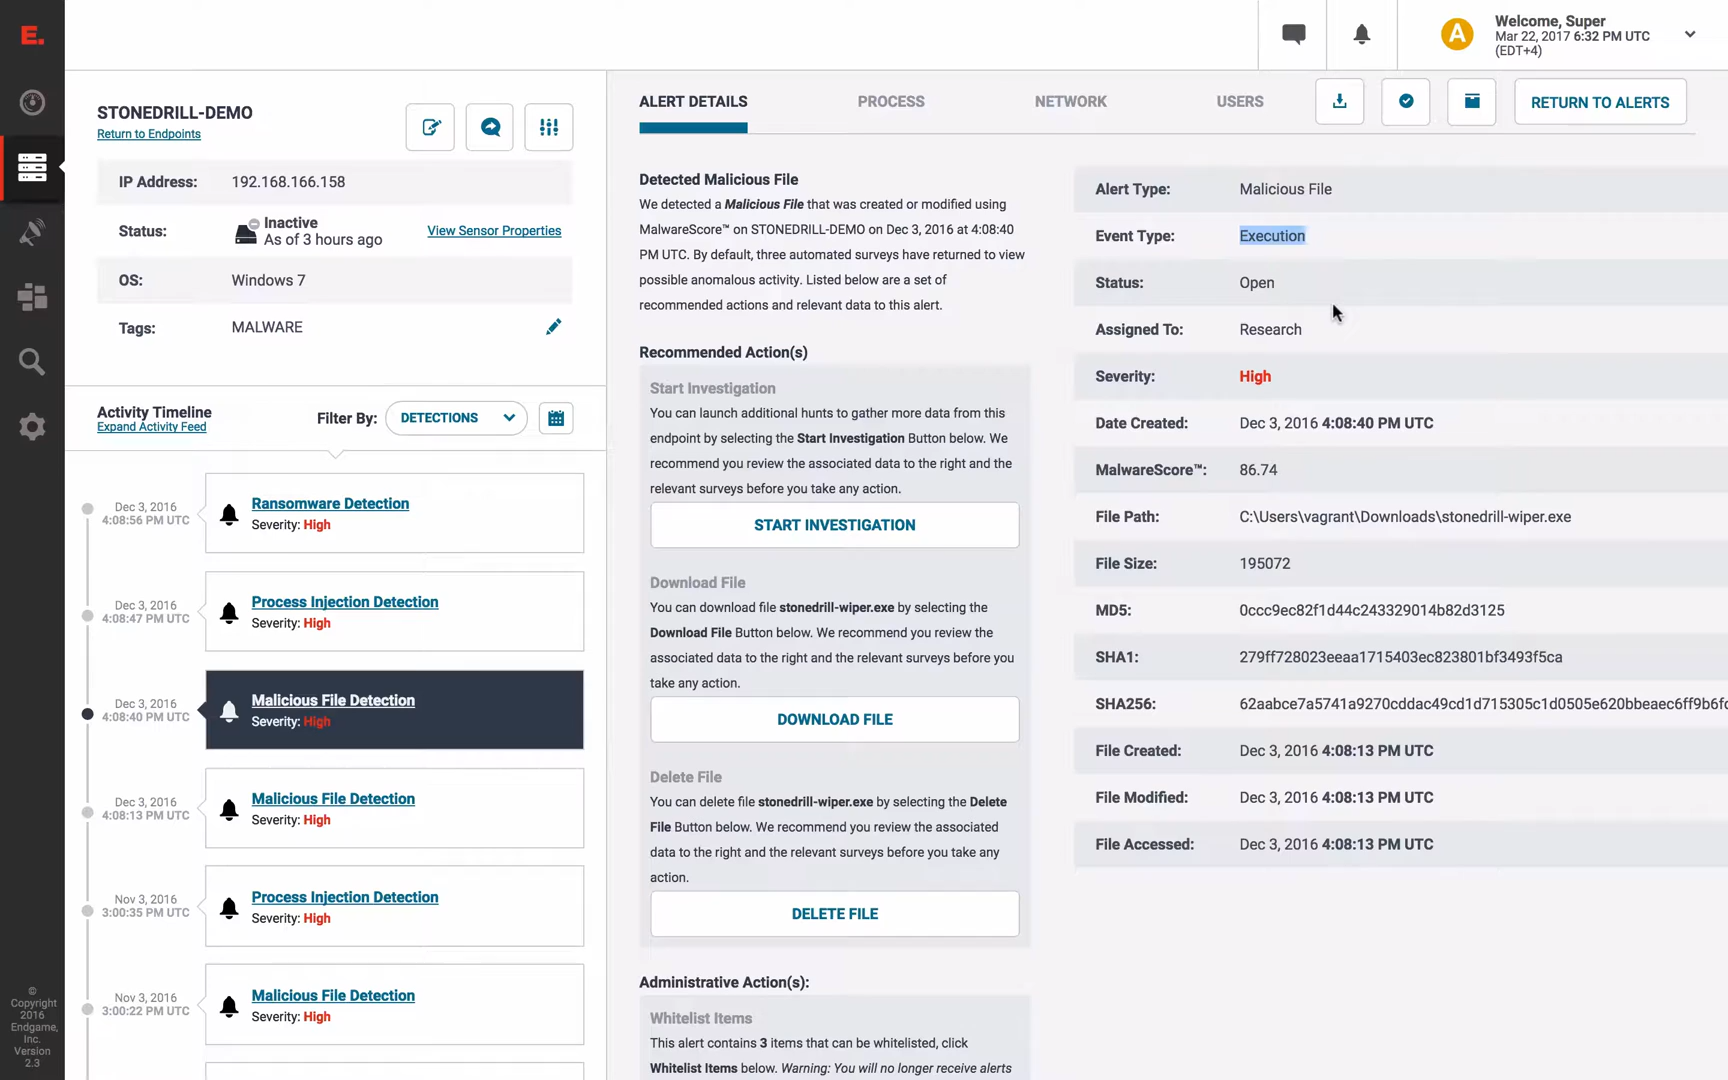 E.
A
Welcome, Super
Mar 22, 2017 6:32 PM UTC
(EDT+4)
STONEDRILL-DEMO
Return to Endpoints
IP Address: 192.168.166.158
Status: Inactive
As of 3 hours ago
View Sensor Properties
OS: Windows 7
Tags: MALWARE
Activity Timeline
Expand Activity Feed
Filter By: DETECTIONS
Dec 3, 2016
4:08:56 PM UTC
Ransomware Detection
Severity: High
Dec 3, 2016
4:08:47 PM UTC
Process Injection Detection
Severity: High
Dec 3, 2016
4:08:40 PM UTC
Malicious File Detection
Severity: High
Dec 3, 2016
4:08:13 PM UTC
Malicious File Detection
Severity: High
Nov 3, 2016
3:00:35 PM UTC
Process Injection Detection
Severity: High
Nov 3, 2016
3:00:22 PM UTC
Malicious File Detection
Severity: High
©
Copyright
2016
Endgame,
Inc.
Version
2.3
ALERT DETAILS PROCESS NETWORK USERS RETURN TO ALERTS
Detected Malicious File
We detected a Malicious File that was created or modified using
MalwareScore™ on STONEDRILL-DEMO on Dec 3, 2016 at 4:08:40
PM UTC. By default, three automated surveys have returned to view
possible anomalous activity. Listed below are a set of
recommended actions and relevant data to this alert.
Recommended Action(s)
Start Investigation
You can launch additional hunts to gather more data from this
endpoint by selecting the Start Investigation Button below. We
recommend you review the associated data to the right and the
relevant surveys before you take any action.
START INVESTIGATION
Download File
You can download file stonedrill-wiper.exe by selecting the
Download File Button below. We recommend you review the
associated data to the right and the relevant surveys before you
take any action.
DOWNLOAD FILE
Delete File
You can delete file stonedrill-wiper.exe by selecting the Delete
File Button below. We recommend you review the associated
data to the right and the relevant surveys before you take any
action.
DELETE FILE
Administrative Action(s):
Whitelist Items
This alert contains 3 items that can be whitelisted, click
Whitelist Items below. Warning: You will no longer receive alerts
Alert Type: Malicious File
Event Type: Execution
Status: Open
Assigned To: Research
Severity: High
Date Created: Dec 3, 2016 4:08:40 PM UTC
MalwareScore™: 86.74
File Path: C:\Users\vagrant\Downloads\stonedrill-wiper.exe
File Size: 195072
MD5: 0ccc9ec82f1d44c243329014b82d3125
SHA1: 279ff728023eeaa1715403ec823801bf3493f5ca
SHA256: 62aabce7a5741a9270cddac49cd1d715305c1d0505e620bbeaec6ff9b6f
File Created: Dec 3, 2016 4:08:13 PM UTC
File Modified: Dec 3, 2016 4:08:13 PM UTC
File Accessed: Dec 3, 2016 4:08:13 PM UTC